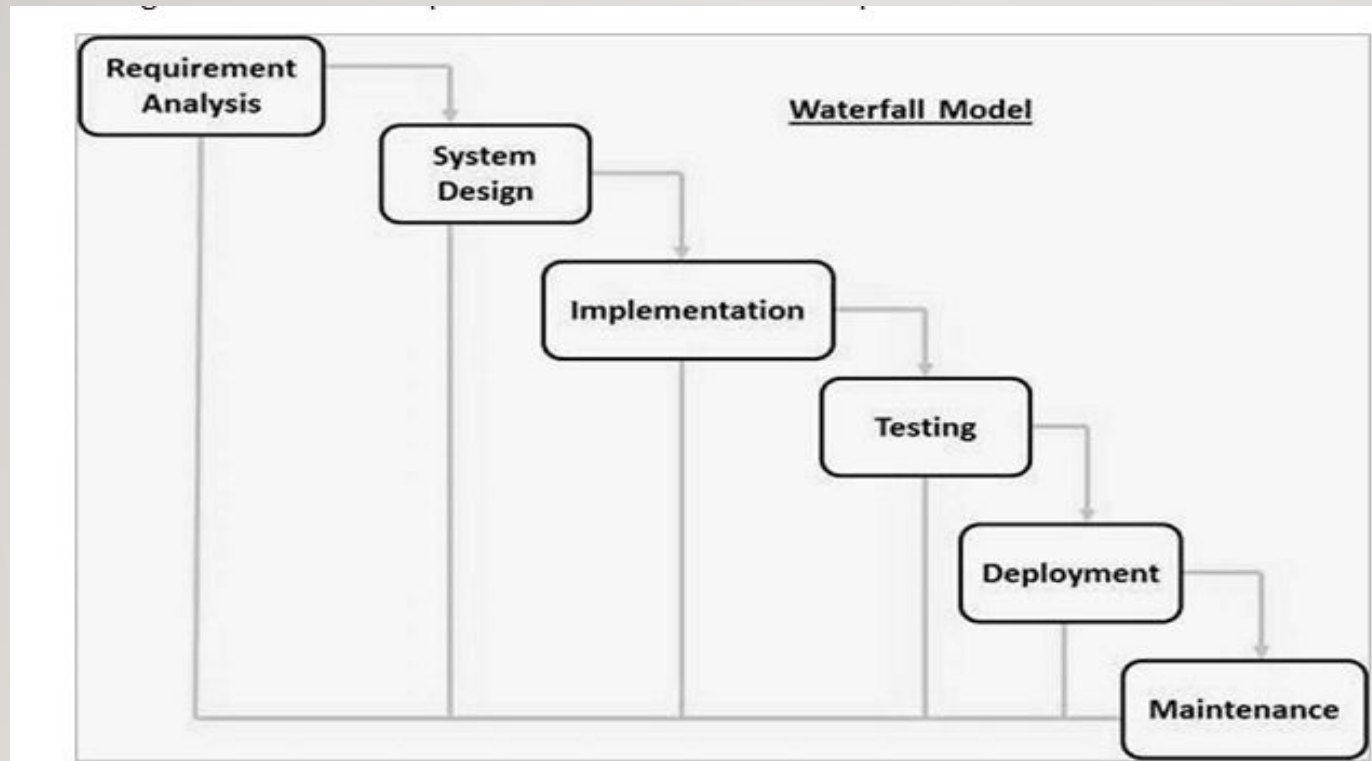 Requirement
Analysis
Waterfall Model
System
Design
Implementation
Testing
Deployment
Maintenance